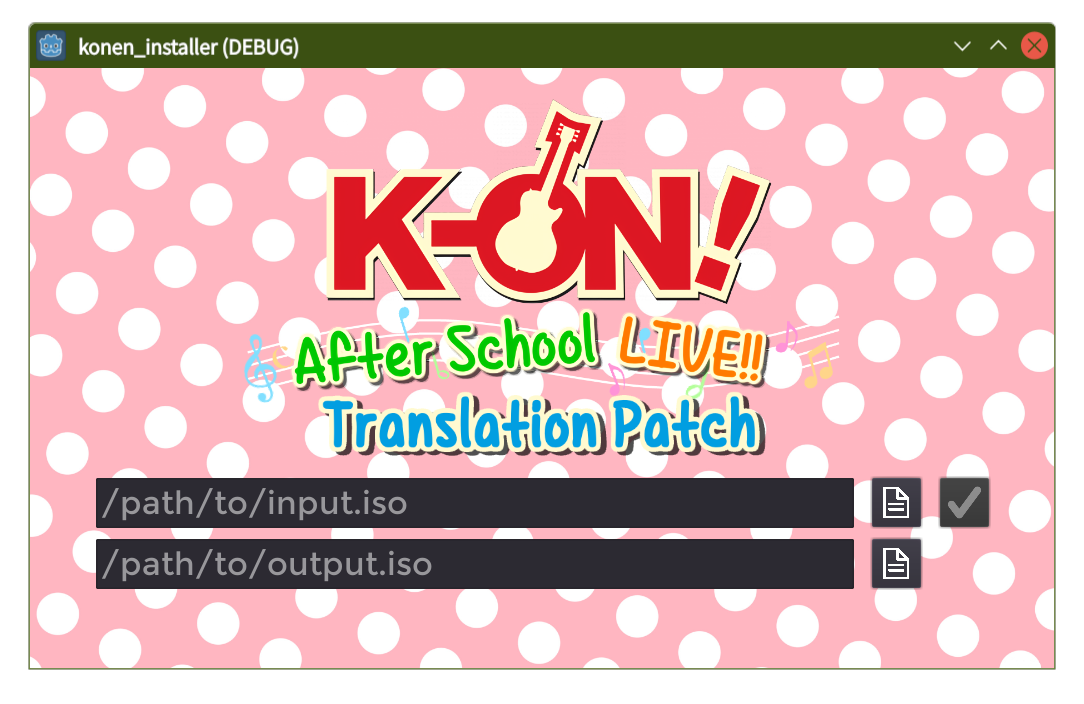 konen_installer (DEBUG)
K-ON!
After School LIVE!!
Translation Patch
/path/to/input.iso
/path/to/output.iso